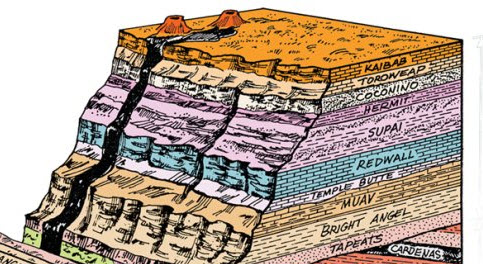 KAIBAB
TOROWEAP
COCONINO
HERMIT
SUPAI
REDWALL
TEMPLE BUTTE
MUAV
BRIGHT ANGEL
TAPEATS
CARDENAS